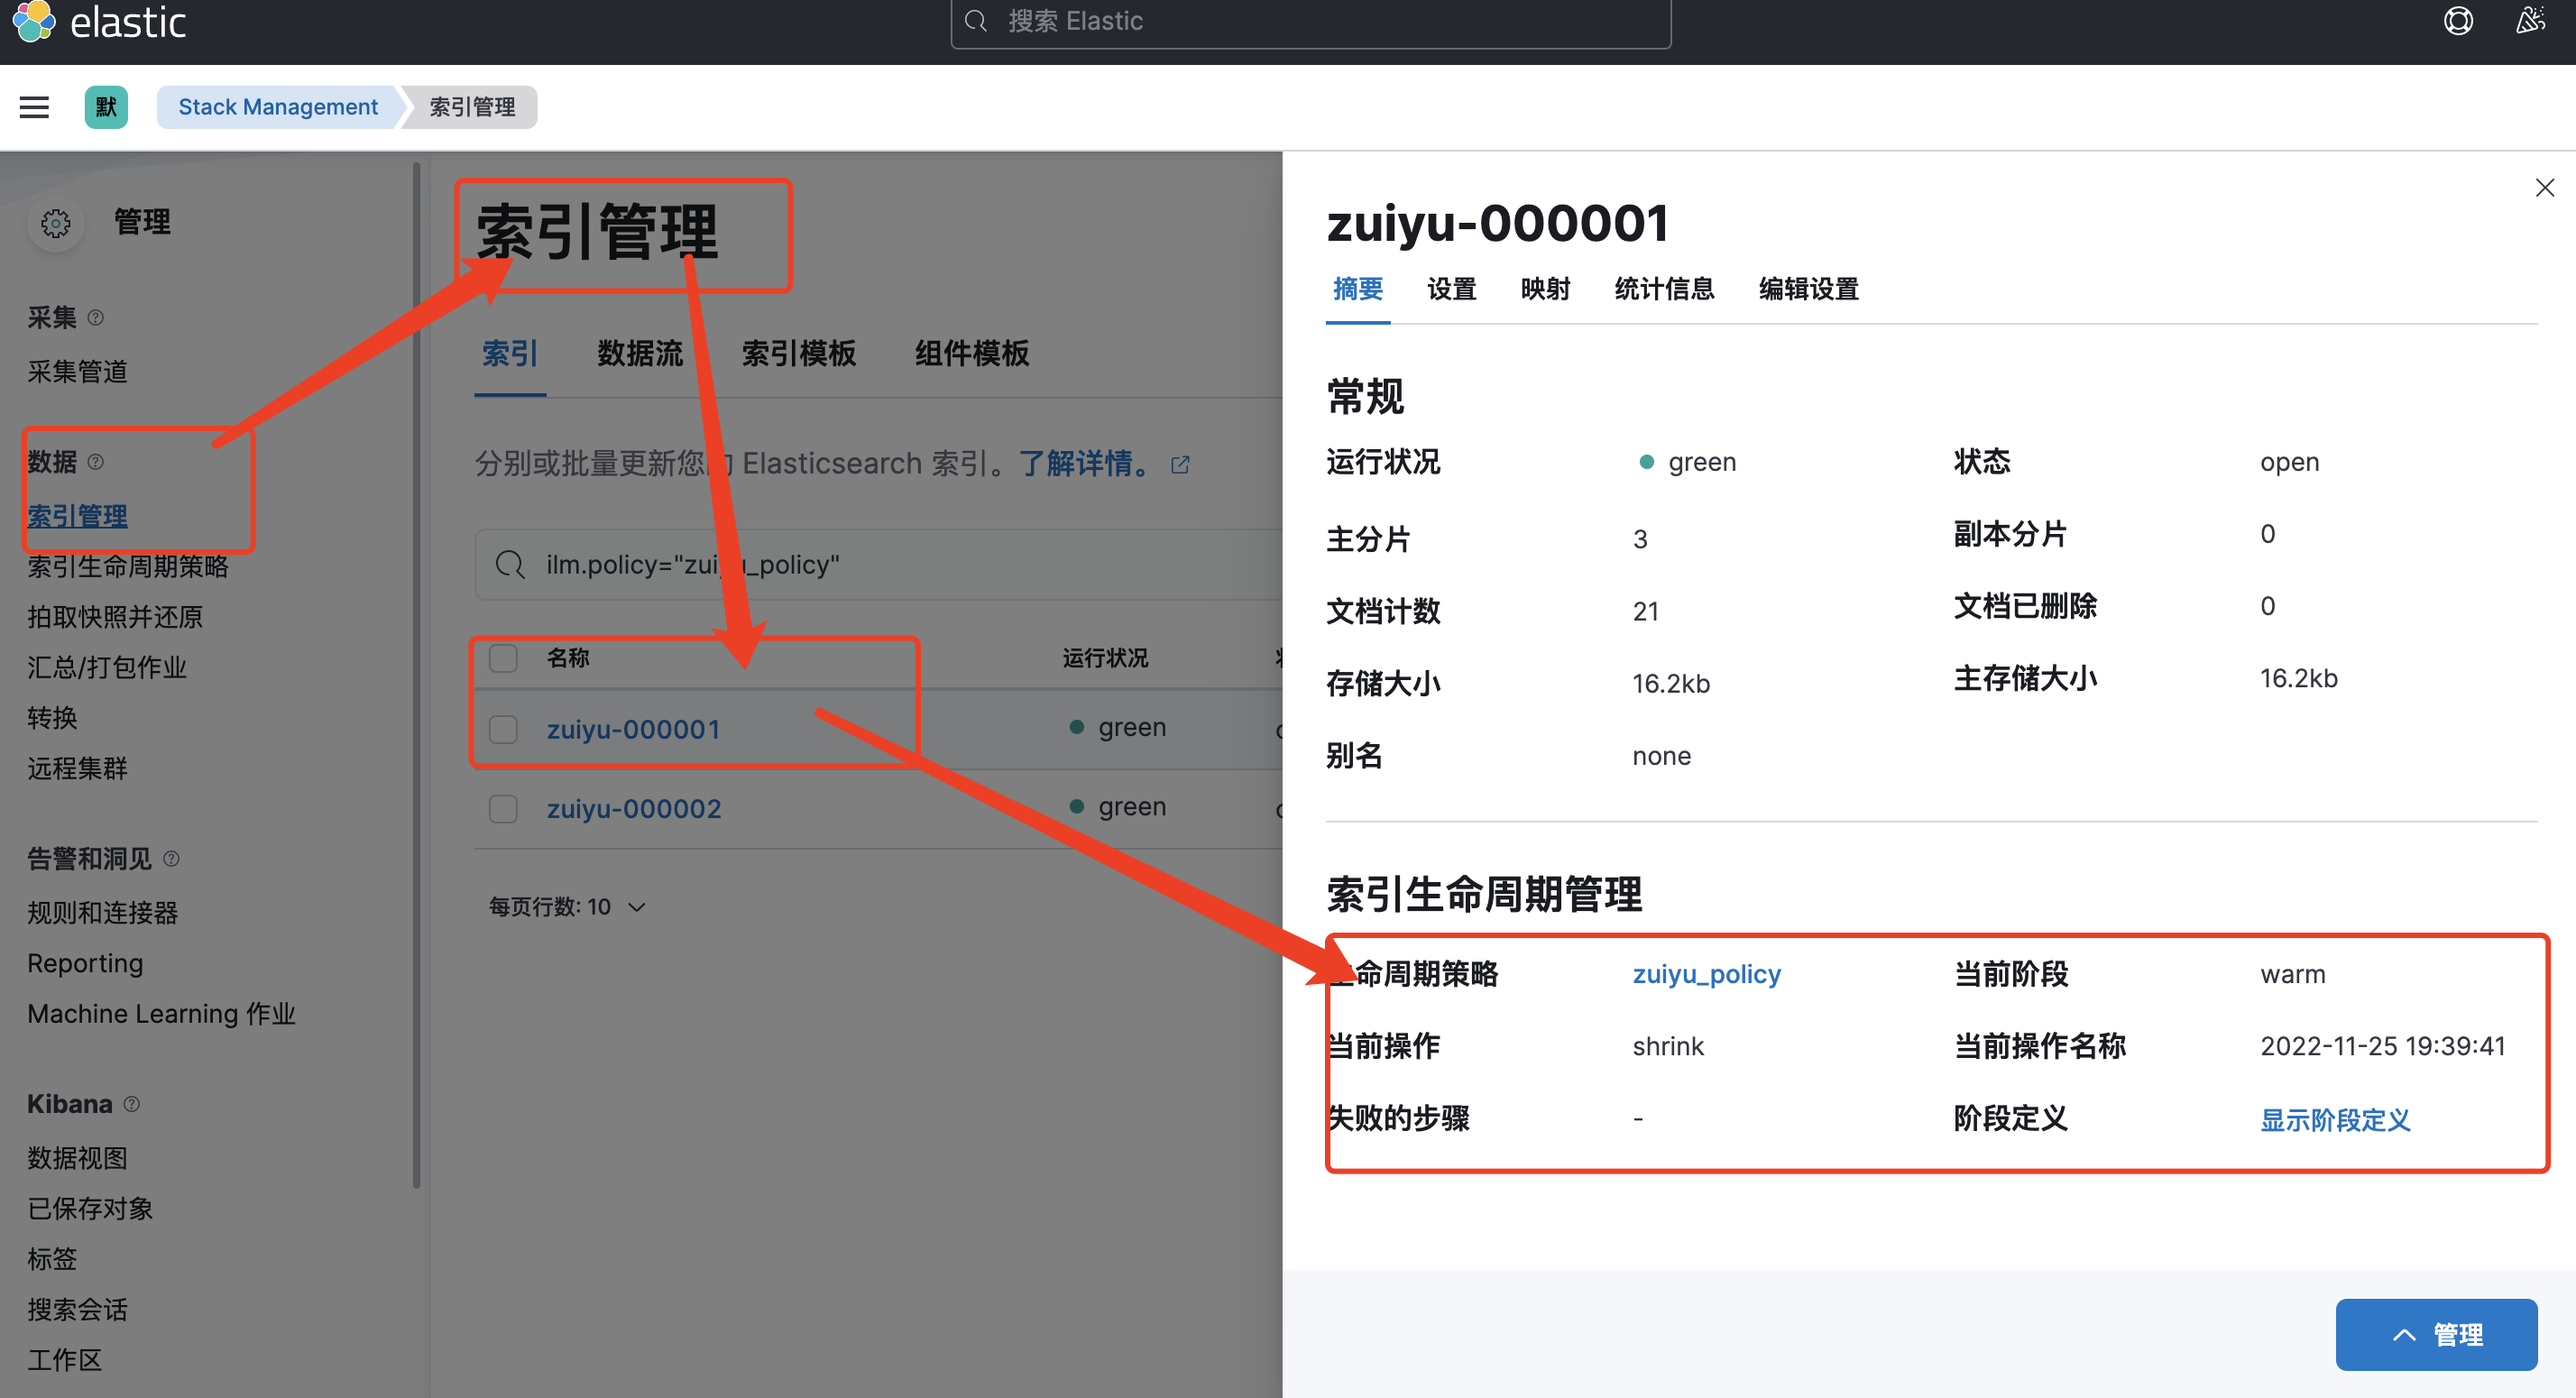 elastic
搜索 Elastic
默
Stack Management
索引管理
管理
采集
采集管道
数据
索引管理
索引生命周期策略
拍取快照并还原
汇总/打包作业
转换
远程集群
告警和洞见
规则和连接器
Reporting
Machine Learning 作业
Kibana
数据视图
已保存对象
标签
搜索会话
工作区
索引管理
索引 数据流 索引模板 组件模板
分别或批量更新您的 Elasticsearch 索引。了解详情。
ilm.policy="zuiyu_policy"
名称 运行状况
zuiyu-000001 green
zuiyu-000002 green
每页行数: 10
zuiyu-000001
摘要 设置 映射 统计信息 编辑设置
常规
运行状况 green 状态 open
主分片 3 副本分片 0
文档计数 21 文档已删除 0
存储大小 16.2kb 主存储大小 16.2kb
别名 none
索引生命周期管理
生命周期策略 zuiyu_policy 当前阶段 warm
当前操作 shrink 当前操作名称 2022-11-25 19:39:41
失败的步骤 - 阶段定义 显示阶段定义
管理